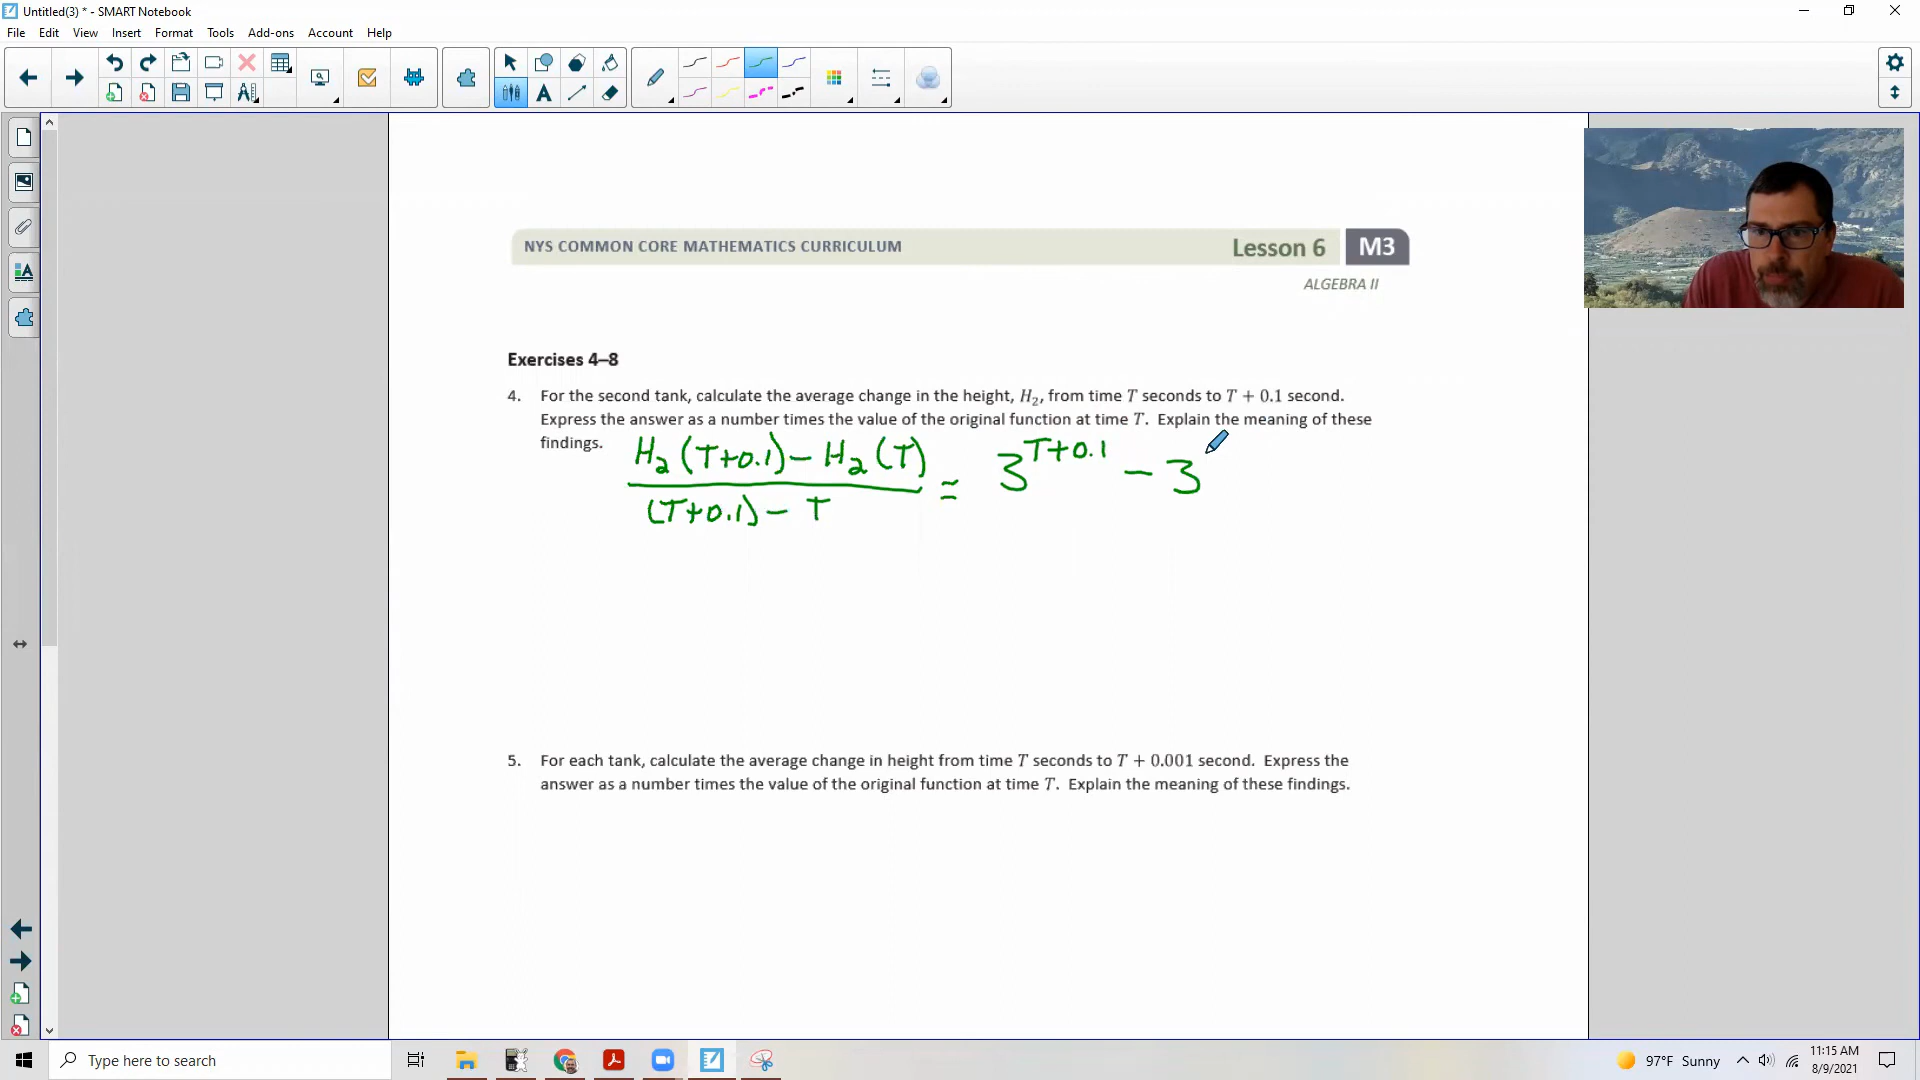 Untitled(3) * - SMART Notebook
File Edit View Insert Format Tools Add-ons Account Help
NYS COMMON CORE MATHEMATICS CURRICULUM Lesson 6 M3
ALGEBRA II
Exercises 4–8
4. For the second tank, calculate the average change in the height, H₂, from time T seconds to T + 0.1 second.
Express the answer as a number times the value of the original function at time T. Explain the meaning of these
findings.
H₂(T+0.1) - H₂(T) / (T+0.1) - T = 3^(T+0.1) - 3
5. For each tank, calculate the average change in height from time T seconds to T + 0.001 second. Express the
answer as a number times the value of the original function at time T. Explain the meaning of these findings.
Type here to search
97°F Sunny
11:15 AM
8/9/2021